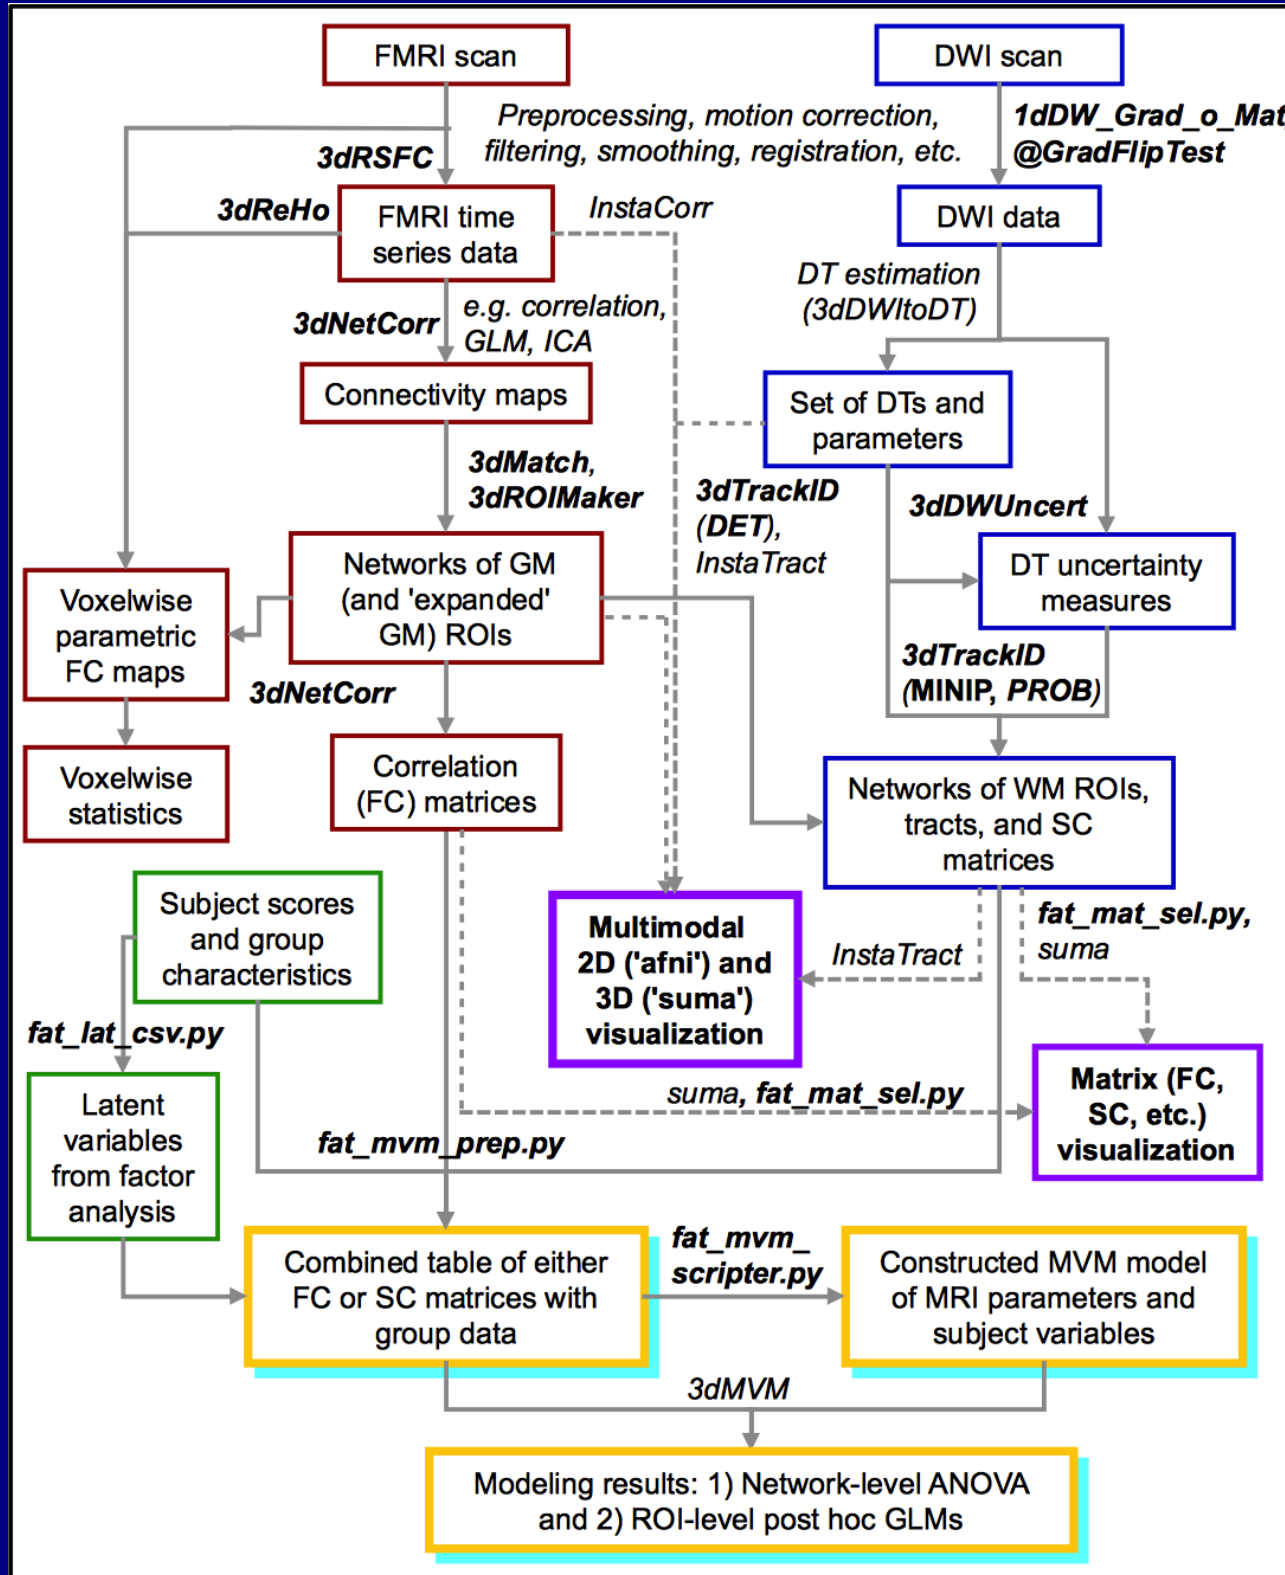 FMRI scan
DWI scan
Preprocessing, motion correction,
filtering, smoothing, registration, etc.
1dDW_Grad_o_Mat,
@GradFlipTest
3dRSFC
3dReHo
FMRI time
series data
InstaCorr
DWI data
DT estimation
(3dDWItoDT)
3dNetCorr
e.g. correlation,
GLM, ICA
Connectivity maps
Set of DTs and
parameters
3dMatch,
3dROIMaker
3dTrackID
(DET),
InstaTract
3dDWUncert
Networks of GM
(and 'expanded'
GM) ROIs
DT uncertainty
measures
Voxelwise
parametric
FC maps
3dNetCorr
3dTrackID
(MINIP, PROB)
Voxelwise
statistics
Correlation
(FC) matrices
Networks of WM ROIs,
tracts, and SC
matrices
Subject scores
and group
characteristics
Multimodal
2D ('afni') and
3D ('suma')
visualization
InstaTract
fat_mat_sel.py,
suma
fat_lat_csv.py
Latent
variables
from factor
analysis
suma, fat_mat_sel.py
Matrix (FC,
SC, etc.)
visualization
fat_mvm_prep.py
Combined table of either
FC or SC matrices with
group data
fat_mvm_
scripter.py
Constructed MVM model
of MRI parameters and
subject variables
3dMVM
Modeling results: 1) Network-level ANOVA
and 2) ROI-level post hoc GLMs